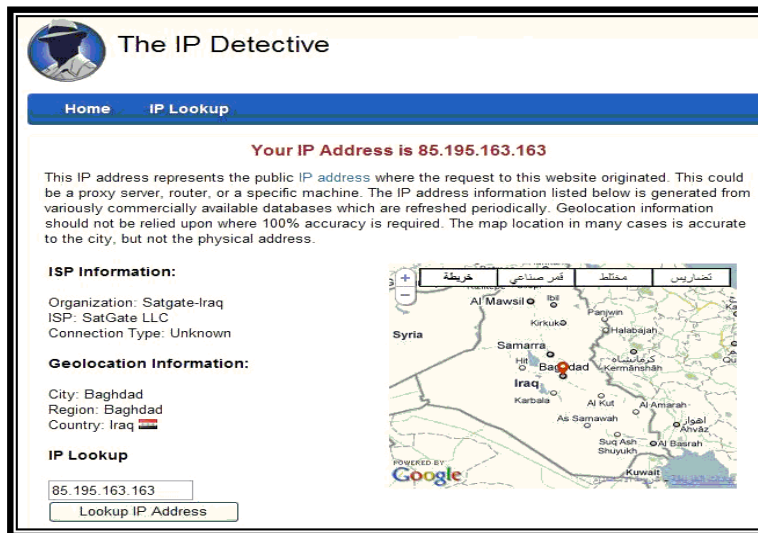 The IP Detective
Home IP Lookup
Your IP Address is 85.195.163.163
This IP address represents the public IP address where the request to this website originated. This could
be a proxy server, router, or a specific machine. The IP address information listed below is generated from
variously commercially available databases which are refreshed periodically. Geolocation information
should not be relied upon where 100% accuracy is required. The map location in many cases is accurate
to the city, but not the physical address.
ISP Information:
Organization: Satgate-Iraq
ISP: SatGate LLC
Connection Type: Unknown
Geolocation Information:
City: Baghdad
Region: Baghdad
Country: Iraq
IP Lookup
85.195.163.163
Lookup IP Address
+
−
خريطة
قمر صناعي
مختلط
تضاريس
Al Mawsil
Kirkuk
Panjwin
Halabajah
Syria
Samarra
كرمانشاه
Kermānshāh
Hit
Baghdad
Iraq
Karbala
Al Kut
Al Amarah
As Samawah
اهواز
Ahvāz
Suq Ash
Shuyukh
Al Basrah
Kuwait
POWERED BY
Google